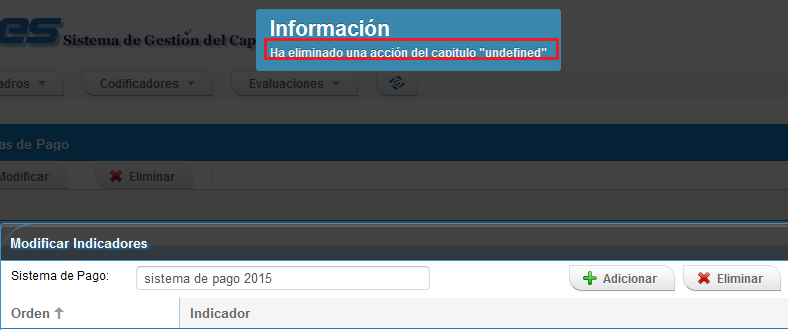 Información
es Sistema de Gestión del Cap
Ha eliminado una acción del capitulo "undefined"
adros Codificadores Evaluaciones
as de Pago
Modificar Eliminar
Modificar Indicadores
Sistema de Pago: sistema de pago 2015 Adicionar Eliminar
Orden Indicador